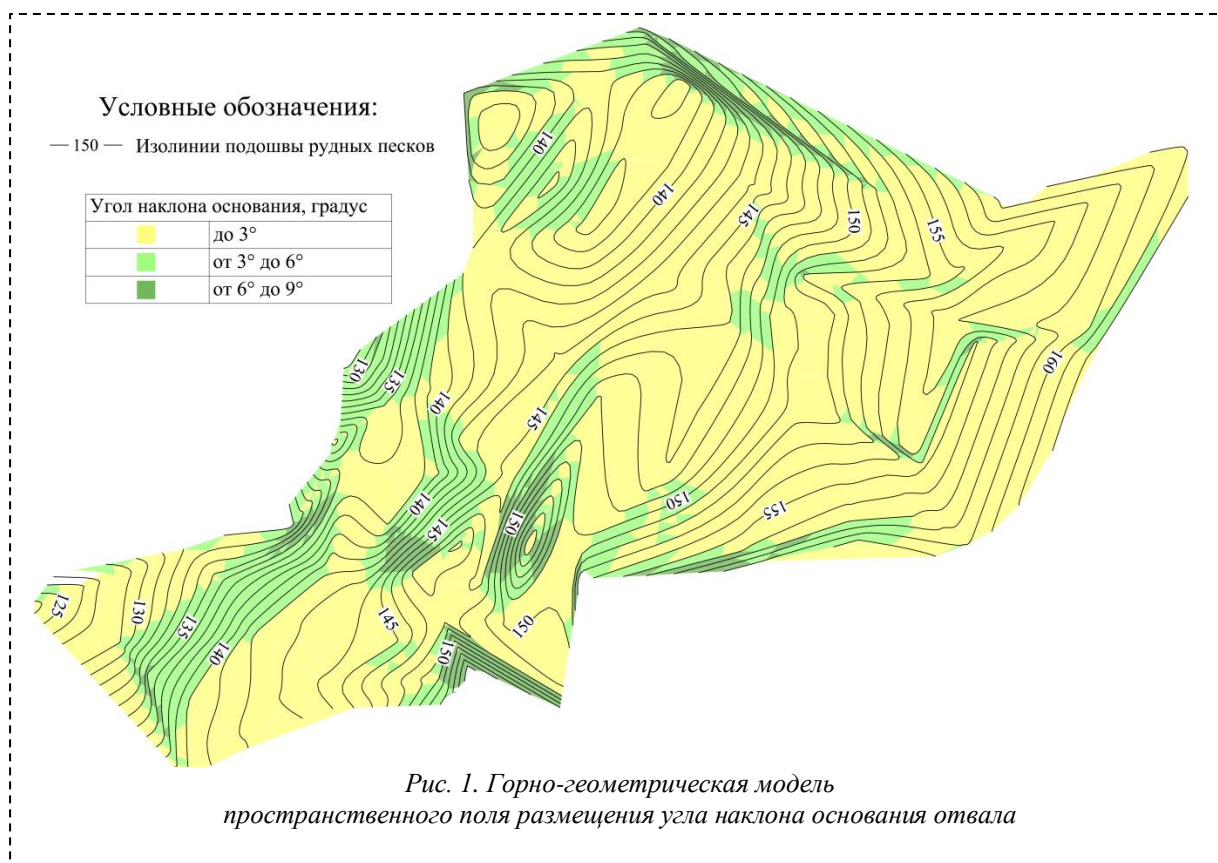 Условные обозначения:
— 150 — Изолинии подошвы рудных песков
Угол наклона основания, градус
до 3°
от 3° до 6°
от 6° до 9°
140
140
145
150
155
160
130
135
140
145
140
145
150
150
155
125
130
135
140
145
150
150
Рис. 1. Горно-геометрическая модель
пространственного поля размещения угла наклона основания отвала